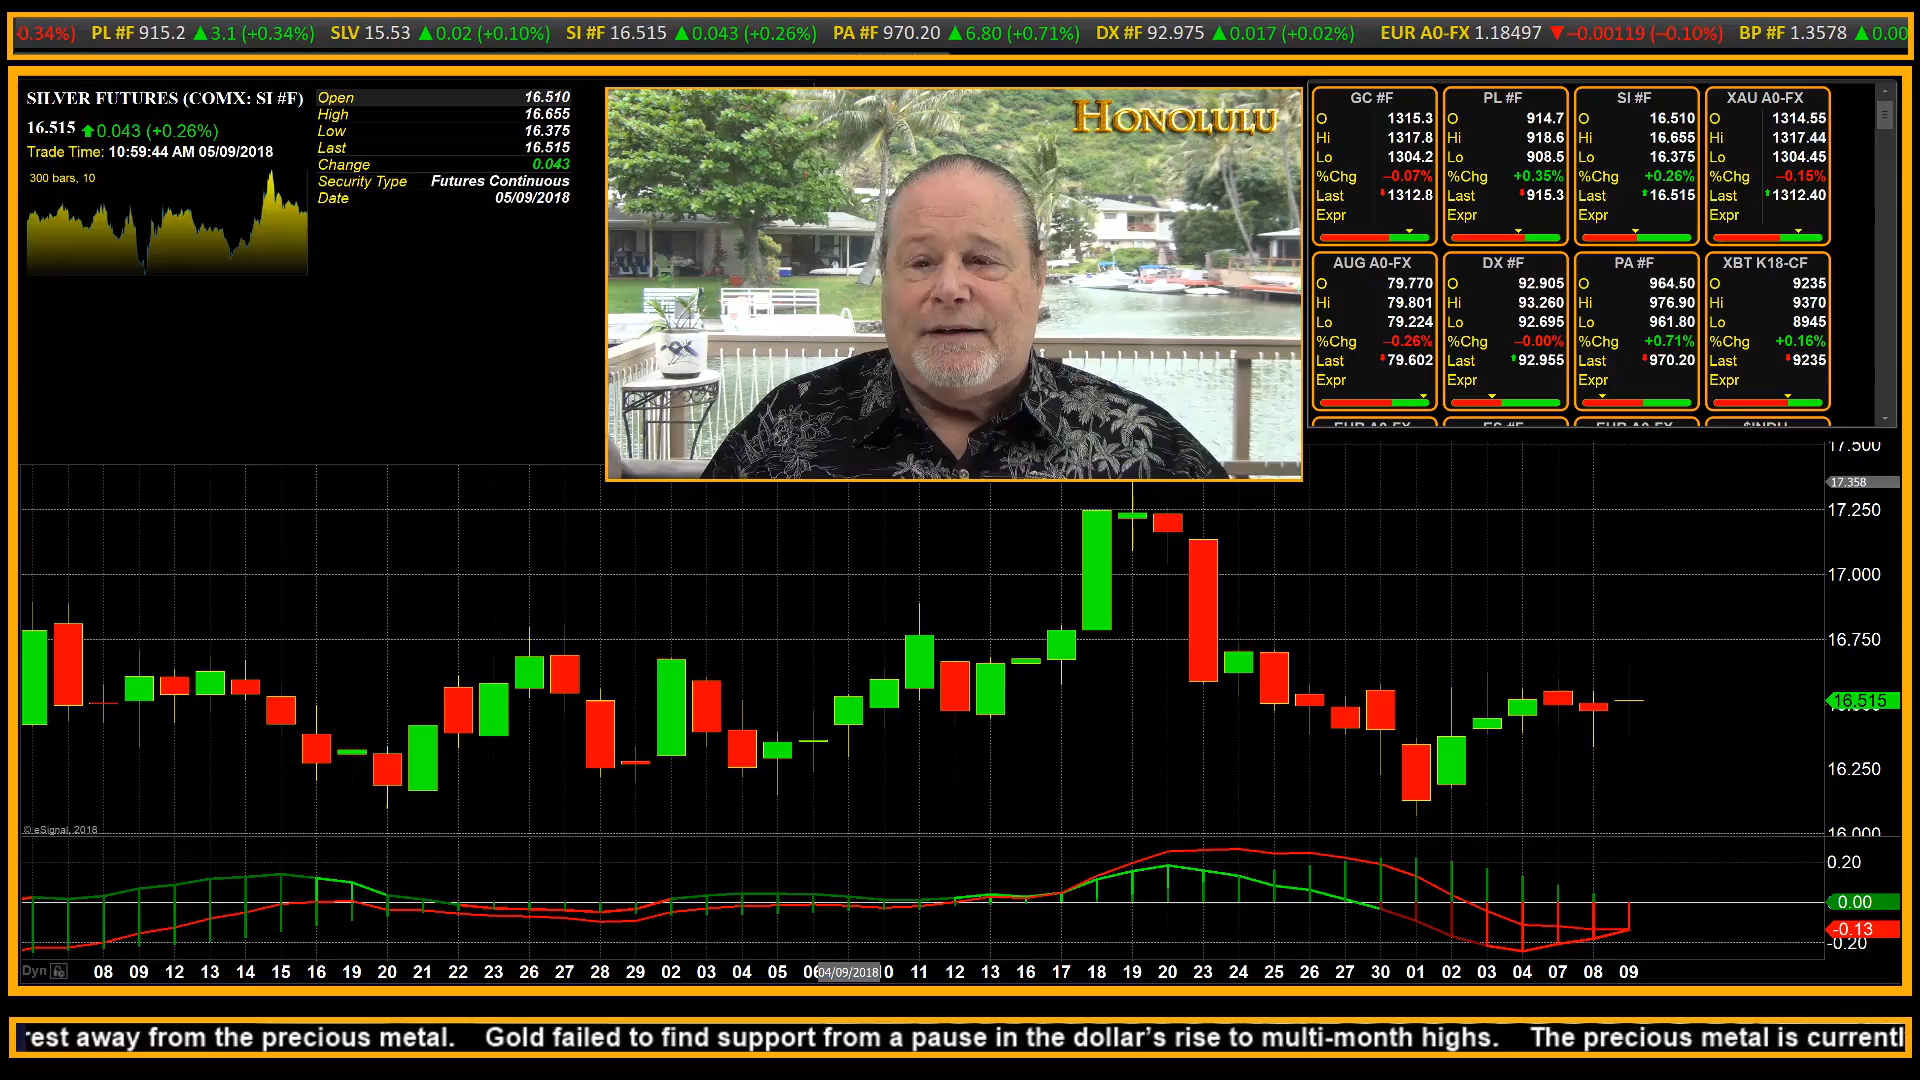 -0.34%) PL #F 915.2 ▲3.1 (+0.34%) SLV 15.53 ▲0.02 (+0.10%) SI #F 16.515 ▲0.043 (+0.26%) PA #F 970.20 ▲6.80 (+0.71%) DX #F 92.975 ▲0.017 (+0.02%) EUR A0-FX 1.18497 ▼−0.00119 (−0.10%) BP #F 1.3578 ▲0.00
SILVER FUTURES (COMX: SI #F)
16.515 0.043 (+0.26%)
Trade Time: 10:59:44 AM 05/09/2018
300 bars, 10
Open 16.510
High 16.655
Low 16.375
Last 16.515
Change 0.043
Security Type Futures Continuous
Date 05/09/2018
HONOLULU
GC #F
O 1315.3
Hi 1317.8
Lo 1304.2
%Chg −0.07%
Last 1312.8
Expr
PL #F
O 914.7
Hi 918.6
Lo 908.5
%Chg +0.35%
Last 915.3
Expr
SI #F
O 16.510
Hi 16.655
Lo 16.375
%Chg +0.26%
Last 16.515
Expr
XAU A0-FX
O 1314.55
Hi 1317.44
Lo 1304.45
%Chg −0.15%
Last 1312.40
Expr
AUG A0-FX
O 79.770
Hi 79.801
Lo 79.224
%Chg −0.26%
Last 79.602
Expr
DX #F
O 92.905
Hi 93.260
Lo 92.695
%Chg −0.00%
Last 92.955
Expr
PA #F
O 964.50
Hi 976.90
Lo 961.80
%Chg +0.71%
Last 970.20
Expr
XBT K18-CF
O 9235
Hi 9370
Lo 8945
%Chg +0.16%
Last 9235
Expr
EUR A0-FX ES #F EUR A0-FX $INDU
17.500
17.358
17.250
17.000
16.750
16.515
16.250
16.000
© eSignal, 2018
0.20
0.00
-0.13
-0.20
Dyn 08 09 12 13 14 15 16 19 20 21 22 23 26 27 28 29 02 03 04 05 06 04/09/2018 0 11 12 13 16 17 18 19 20 23 24 25 26 27 30 01 02 03 04 07 08 09
rest away from the precious metal. Gold failed to find support from a pause in the dollar’s rise to multi-month highs. The precious metal is currentl